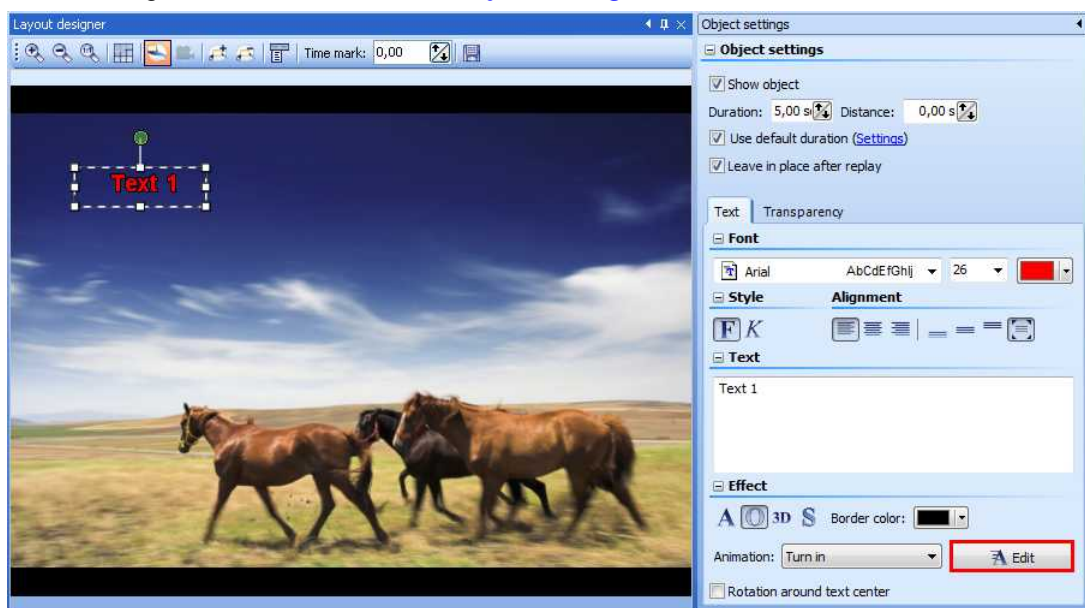 Layout designer
Time mark: 0,00
Text 1
Object settings
Object settings
Show object
Duration: 5,00 s Distance: 0,00 s
Use default duration (Settings)
Leave in place after replay
Text Transparency
Font
Arial AbCdEfGhIj 26
Style Alignment
F K
Text
Text 1
Effect
A O 3D S Border color:
Animation: Turn in Edit
Rotation around text center